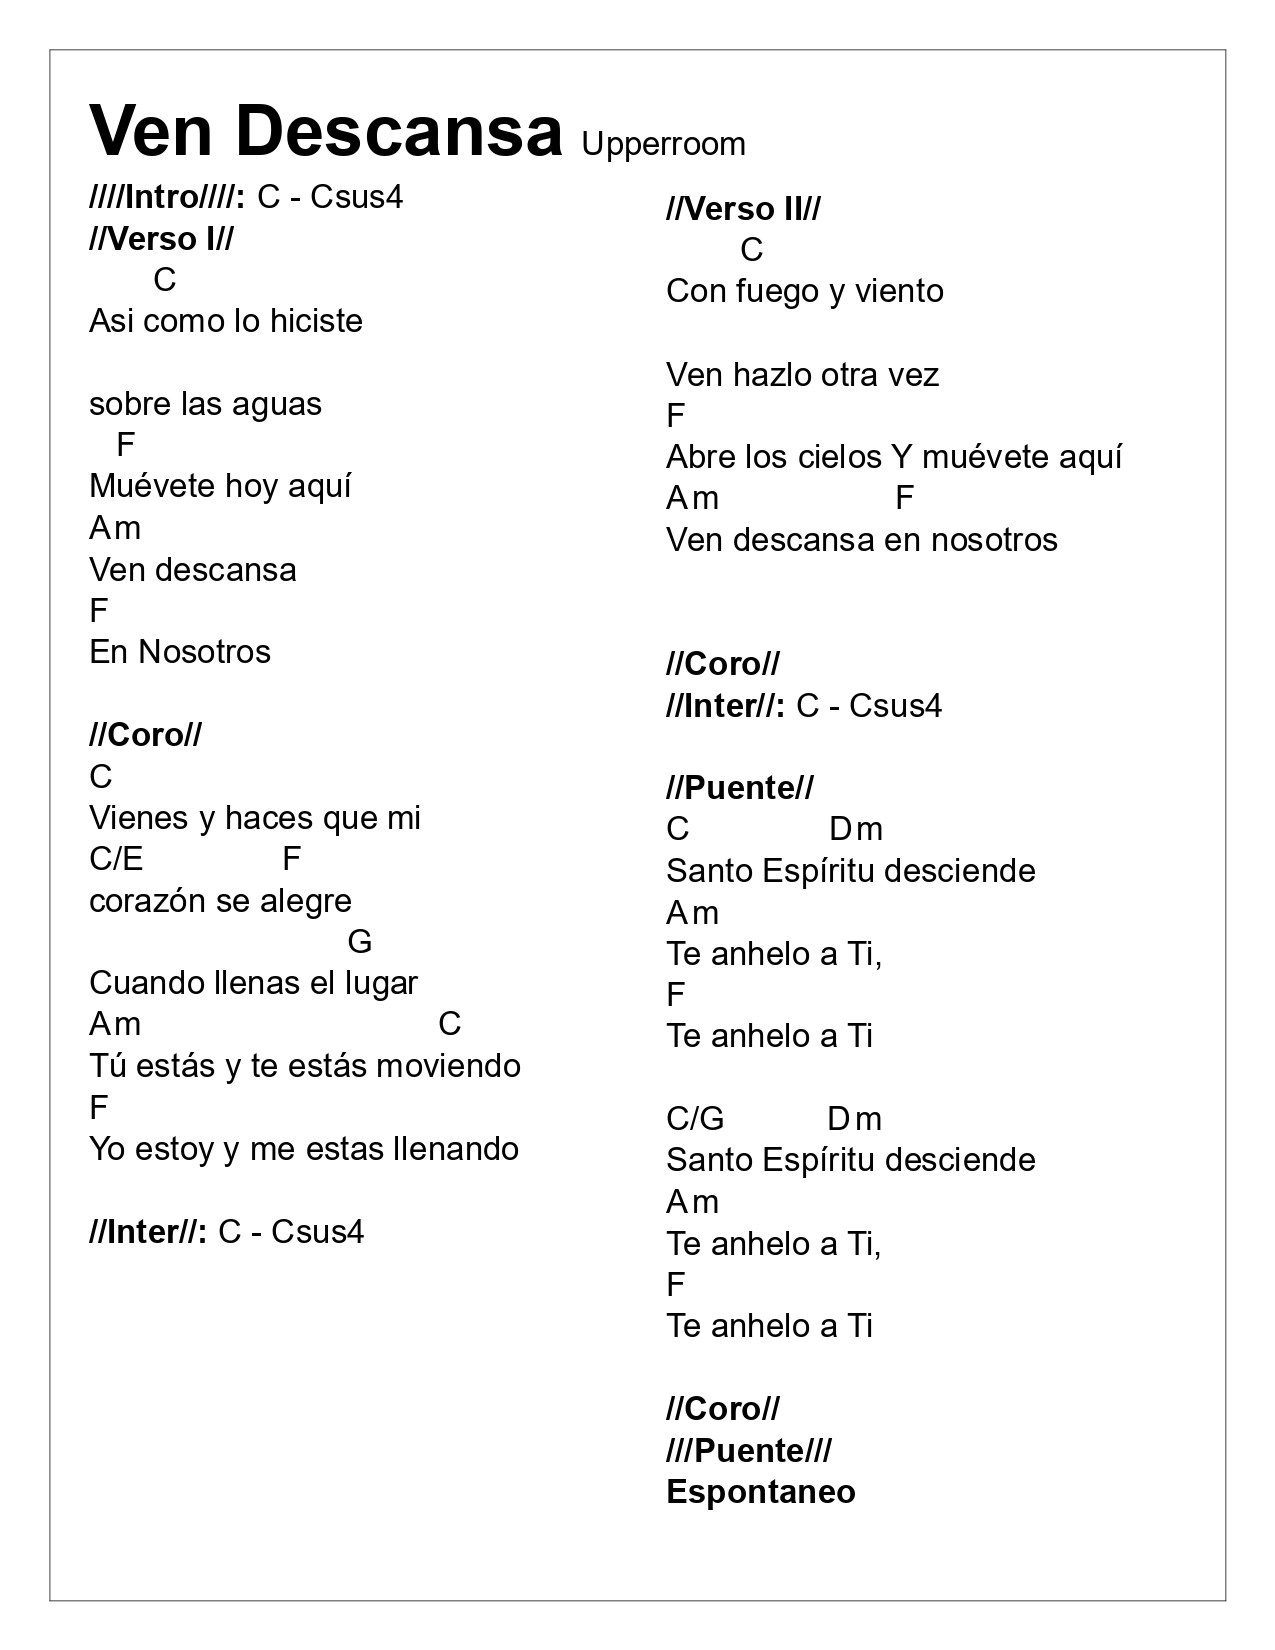 Ven Descansa Upperroom
////Intro////: C - Csus4
//Verso I//
C
Asi como lo hiciste
sobre las aguas
F
Muévete hoy aquí
Am
Ven descansa
F
En Nosotros
//Coro//
C
Vienes y haces que mi
C/E F
corazón se alegre
G
Cuando llenas el lugar
Am C
Tú estás y te estás moviendo
F
Yo estoy y me estas llenando
//Inter//: C - Csus4
//Verso II//
C
Con fuego y viento
Ven hazlo otra vez
F
Abre los cielos Y muévete aquí
Am F
Ven descansa en nosotros
//Coro//
//Inter//: C - Csus4
//Puente//
C Dm
Santo Espíritu desciende
Am
Te anhelo a Ti,
F
Te anhelo a Ti
C/G Dm
Santo Espíritu desciende
Am
Te anhelo a Ti,
F
Te anhelo a Ti
//Coro//
///Puente///
Espontaneo